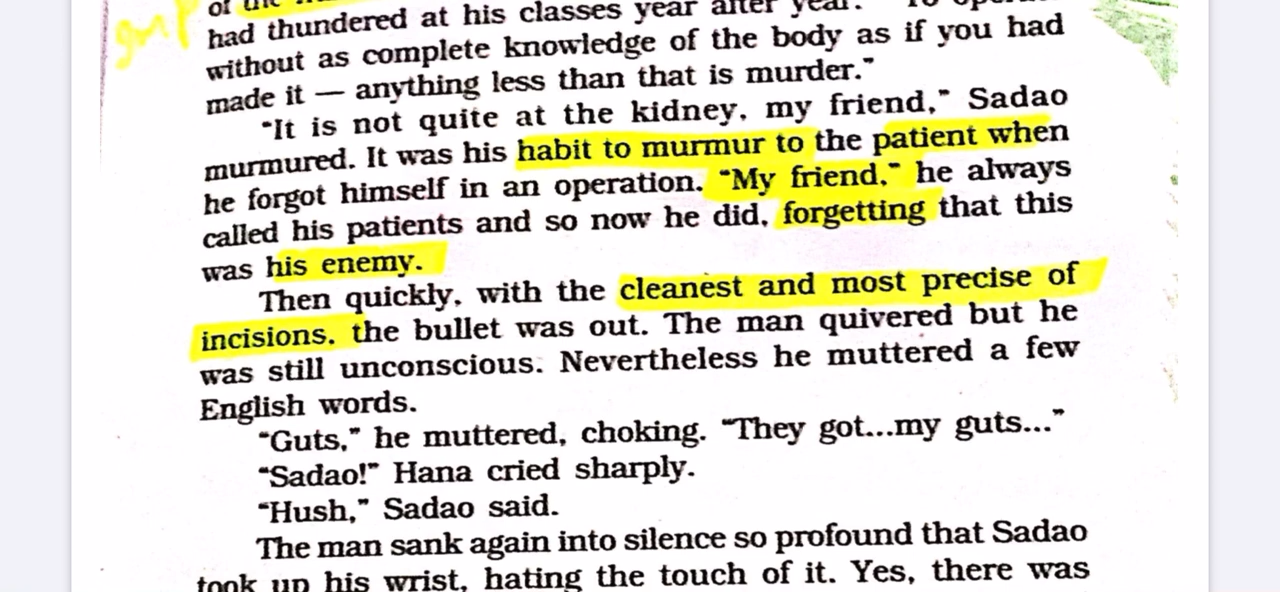 of the
had thundered at his classes year after year. "To
without as complete knowledge of the body as if you had
made it — anything less than that is murder."
"It is not quite at the kidney, my friend," Sadao
murmured. It was his habit to murmur to the patient when
he forgot himself in an operation. "My friend," he always
called his patients and so now he did, forgetting that this
was his enemy.
Then quickly, with the cleanest and most precise of
incisions, the bullet was out. The man quivered but he
was still unconscious. Nevertheless he muttered a few
English words.
"Guts," he muttered, choking. "They got...my guts..."
"Sadao!" Hana cried sharply.
"Hush," Sadao said.
The man sank again into silence so profound that Sadao
took up his wrist, hating the touch of it. Yes, there was